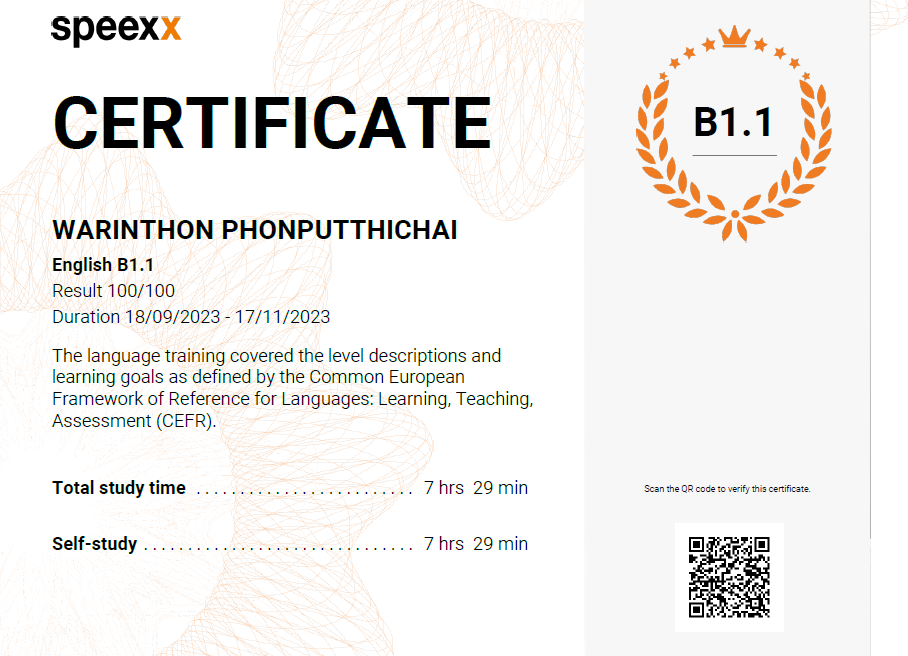 speexx
CERTIFICATE
WARINTHON PHONPUTTHICHAI
English B1.1
Result 100/100
Duration 18/09/2023 - 17/11/2023
The language training covered the level descriptions and
learning goals as defined by the Common European
Framework of Reference for Languages: Learning, Teaching,
Assessment (CEFR).
Total study time . . . . . . . . . . . . . . . . . . . . . . . . . 7 hrs 29 min
Self-study . . . . . . . . . . . . . . . . . . . . . . . . . . . . . . . 7 hrs 29 min
B1.1
Scan the QR code to verify this certificate.